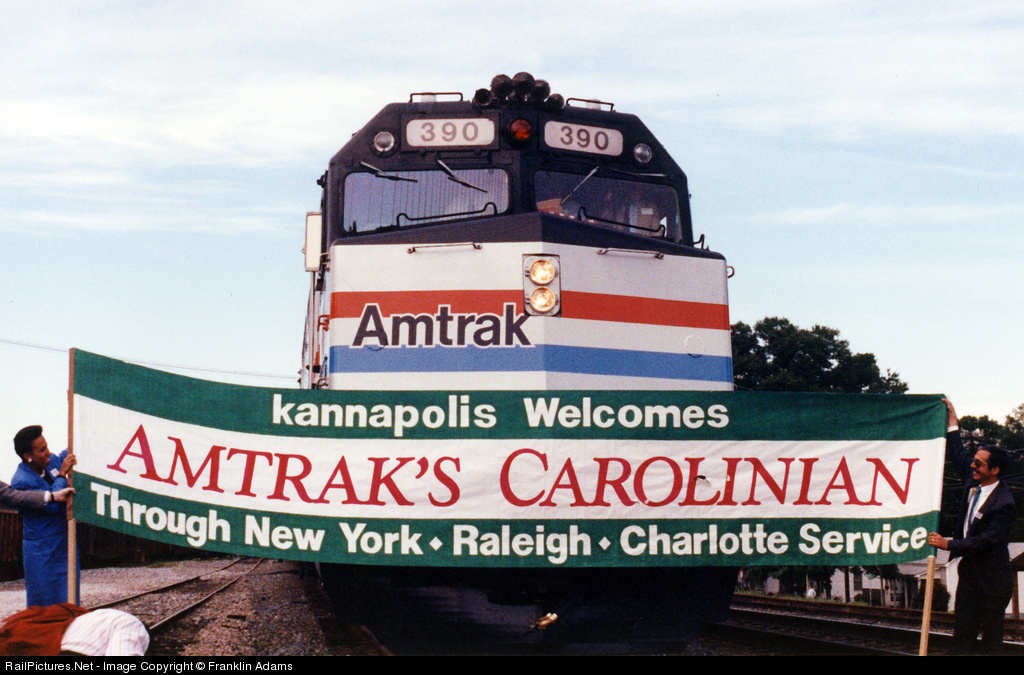 390 390
Amtrak
kannapolis Welcomes
AMTRAK'S CAROLINIAN
Through New York • Raleigh • Charlotte Service
RailPictures.Net - Image Copyright © Franklin Adams